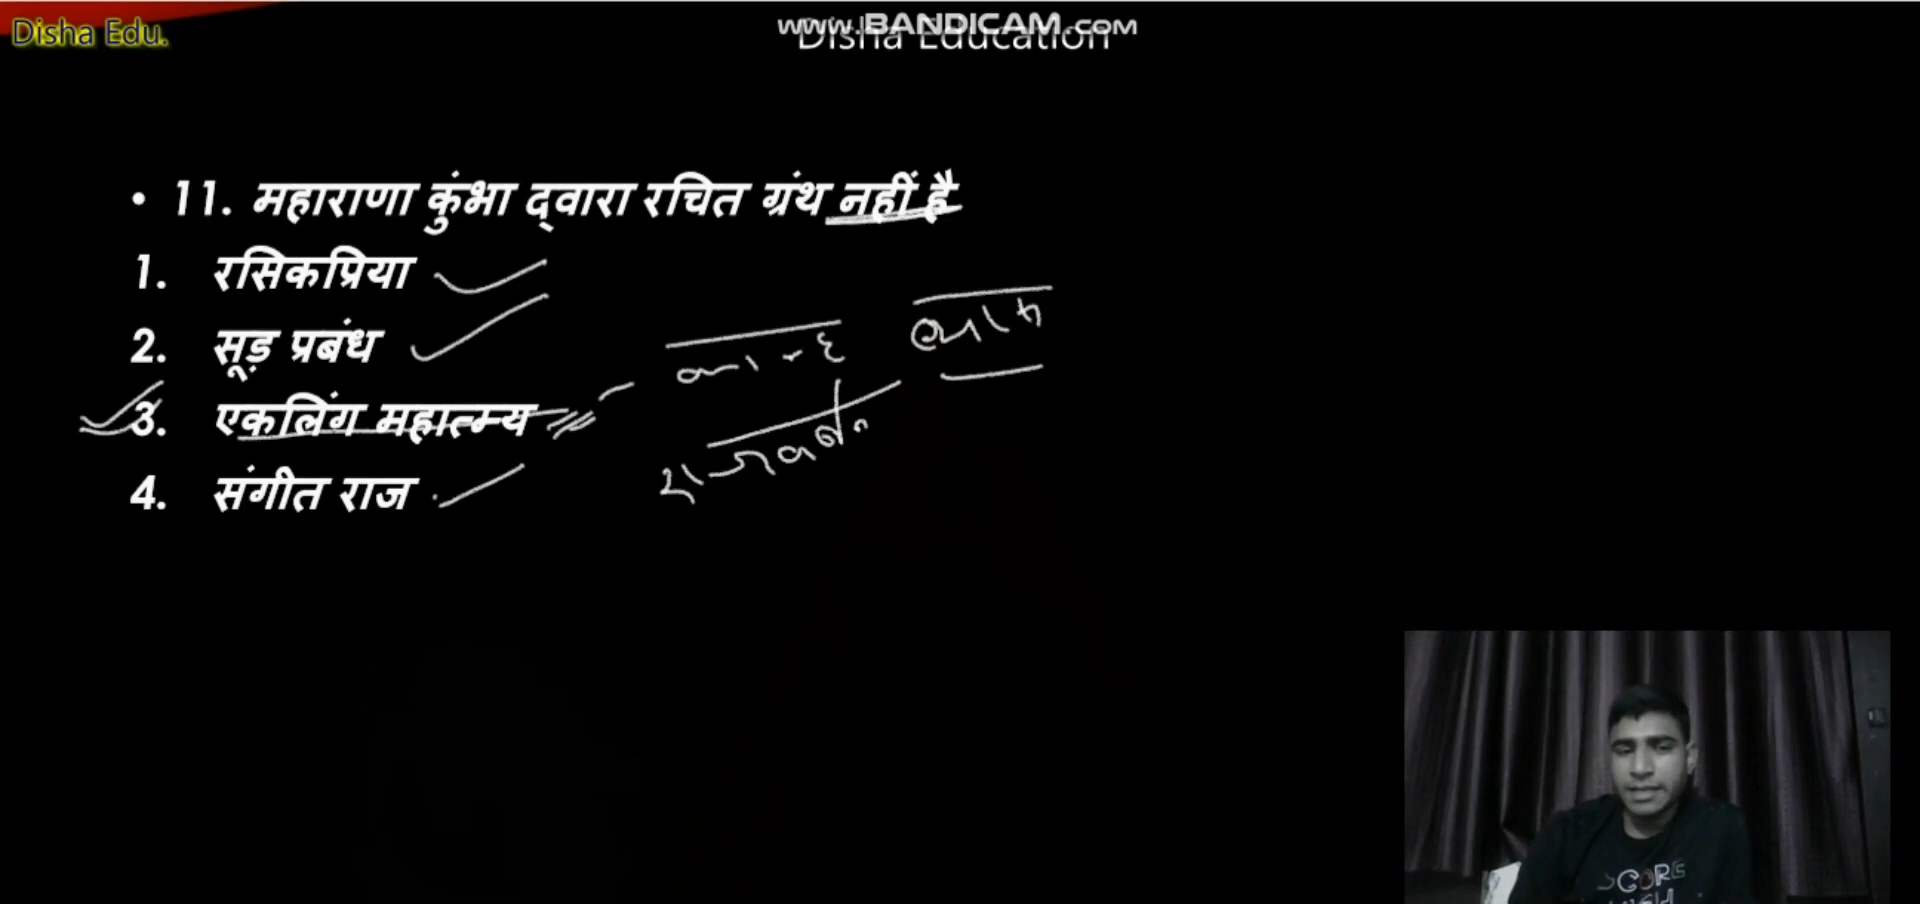 Disha Edu.
www.BANDICAM.COM
Disha Education
• 11. महाराणा कुंभा द्वारा रचित ग्रंथ नहीं है
1. रसिकप्रिया
2. सूड़ प्रबंध
3. एकलिंग महात्म्य
4. संगीत राज
SCORE